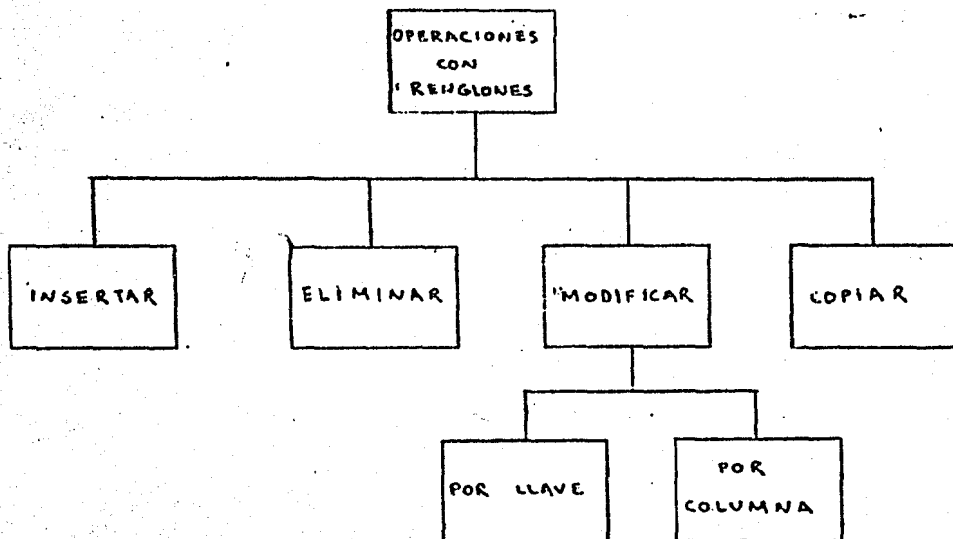 OPERACIONES
CON
RENGLONES
INSERTAR
ELIMINAR
MODIFICAR
COPIAR
POR LLAVE
POR
COLUMNA